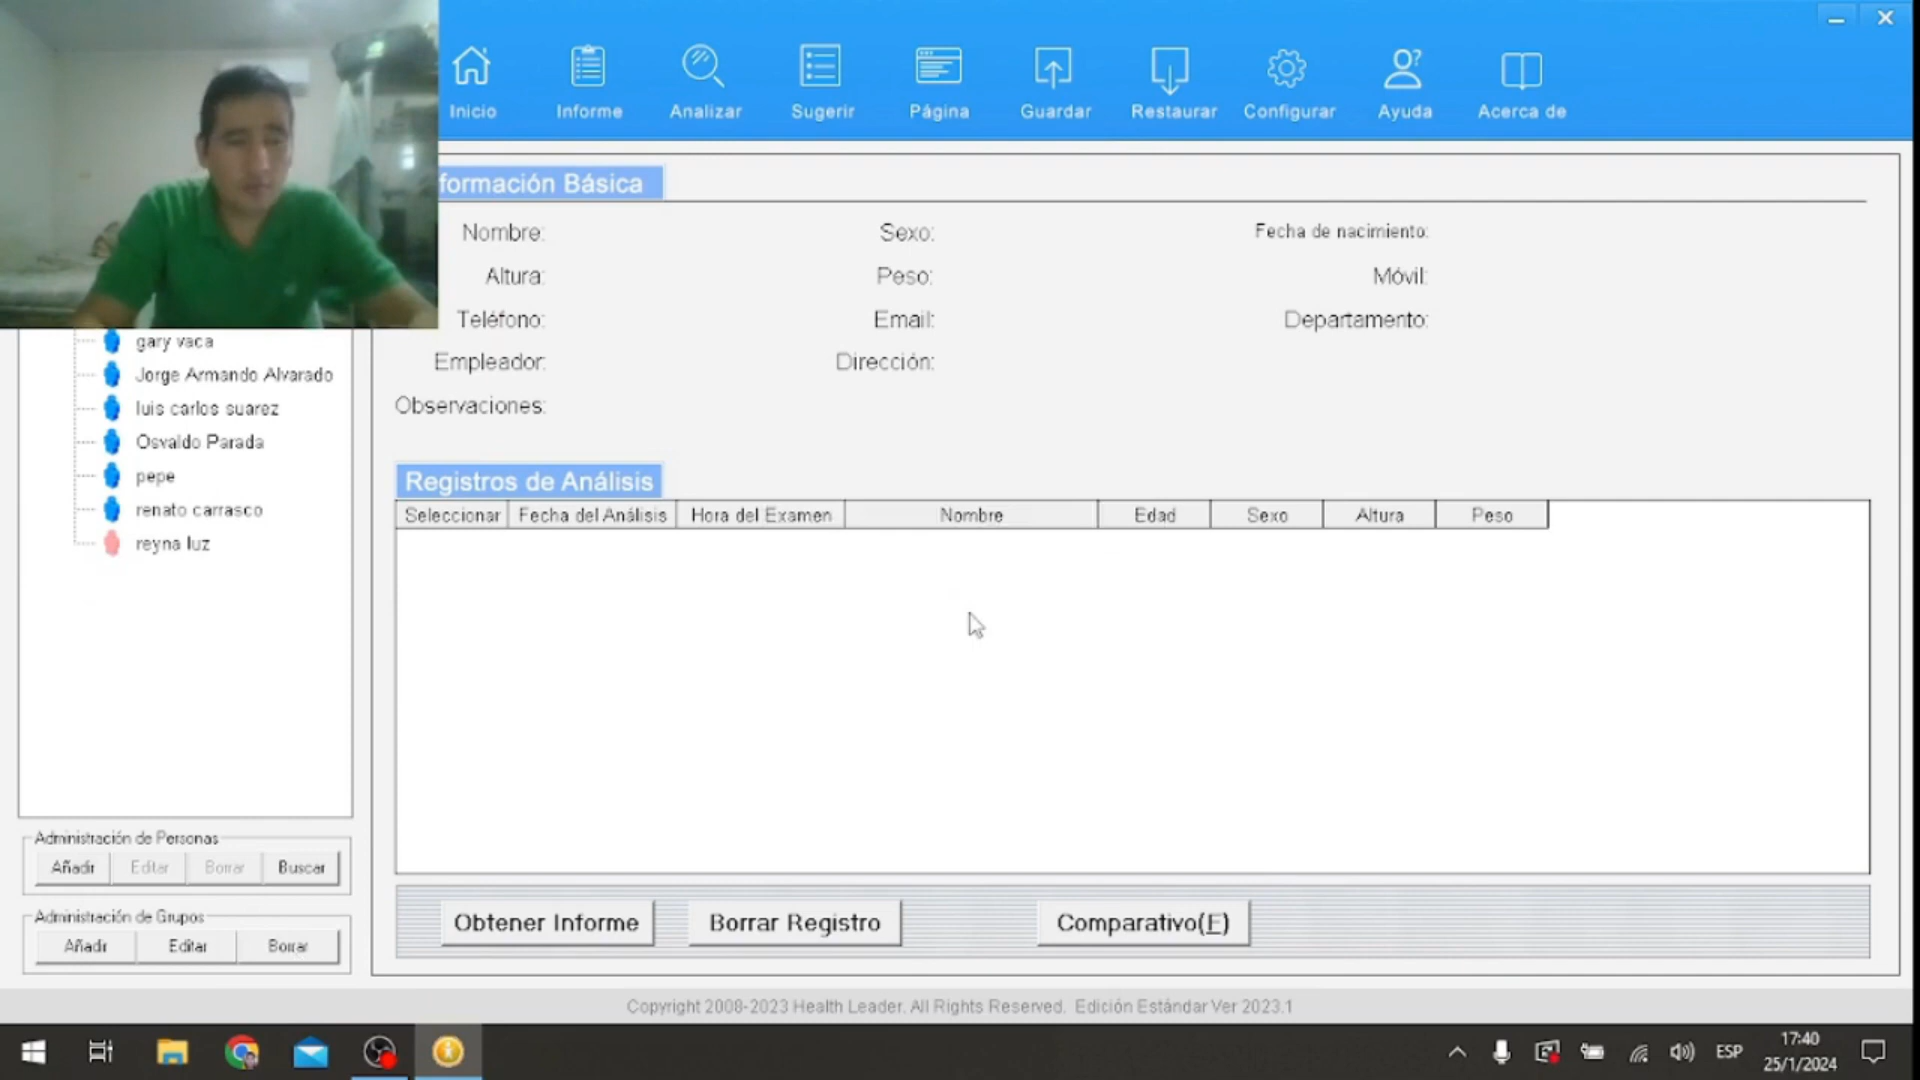 Inicio Informe Analizar Sugerir Página Guardar Restaurar Configurar Ayuda Acerca de
formación Básica
Nombre: Sexo: Fecha de nacimiento:
Altura: Peso: Móvil:
Teléfono: Email: Departamento:
Empleador: Dirección:
Observaciones:
gary vaca
Jorge Armando Alvarado
luis carlos suarez
Osvaldo Parada
pepe
renato carrasco
reyna luz
Registros de Análisis
Seleccionar Fecha del Análisis Hora del Examen Nombre Edad Sexo Altura Peso
Administración de Personas
Añadir Editar Borrar Buscar
Administración de Grupos
Añadir Editar Borrar
Obtener Informe Borrar Registro Comparativo(F)
Copyright 2008-2023 Health Leader. All Rights Reserved. Edición Estándar Ver 2023.1
ESP
17:40
25/1/2024